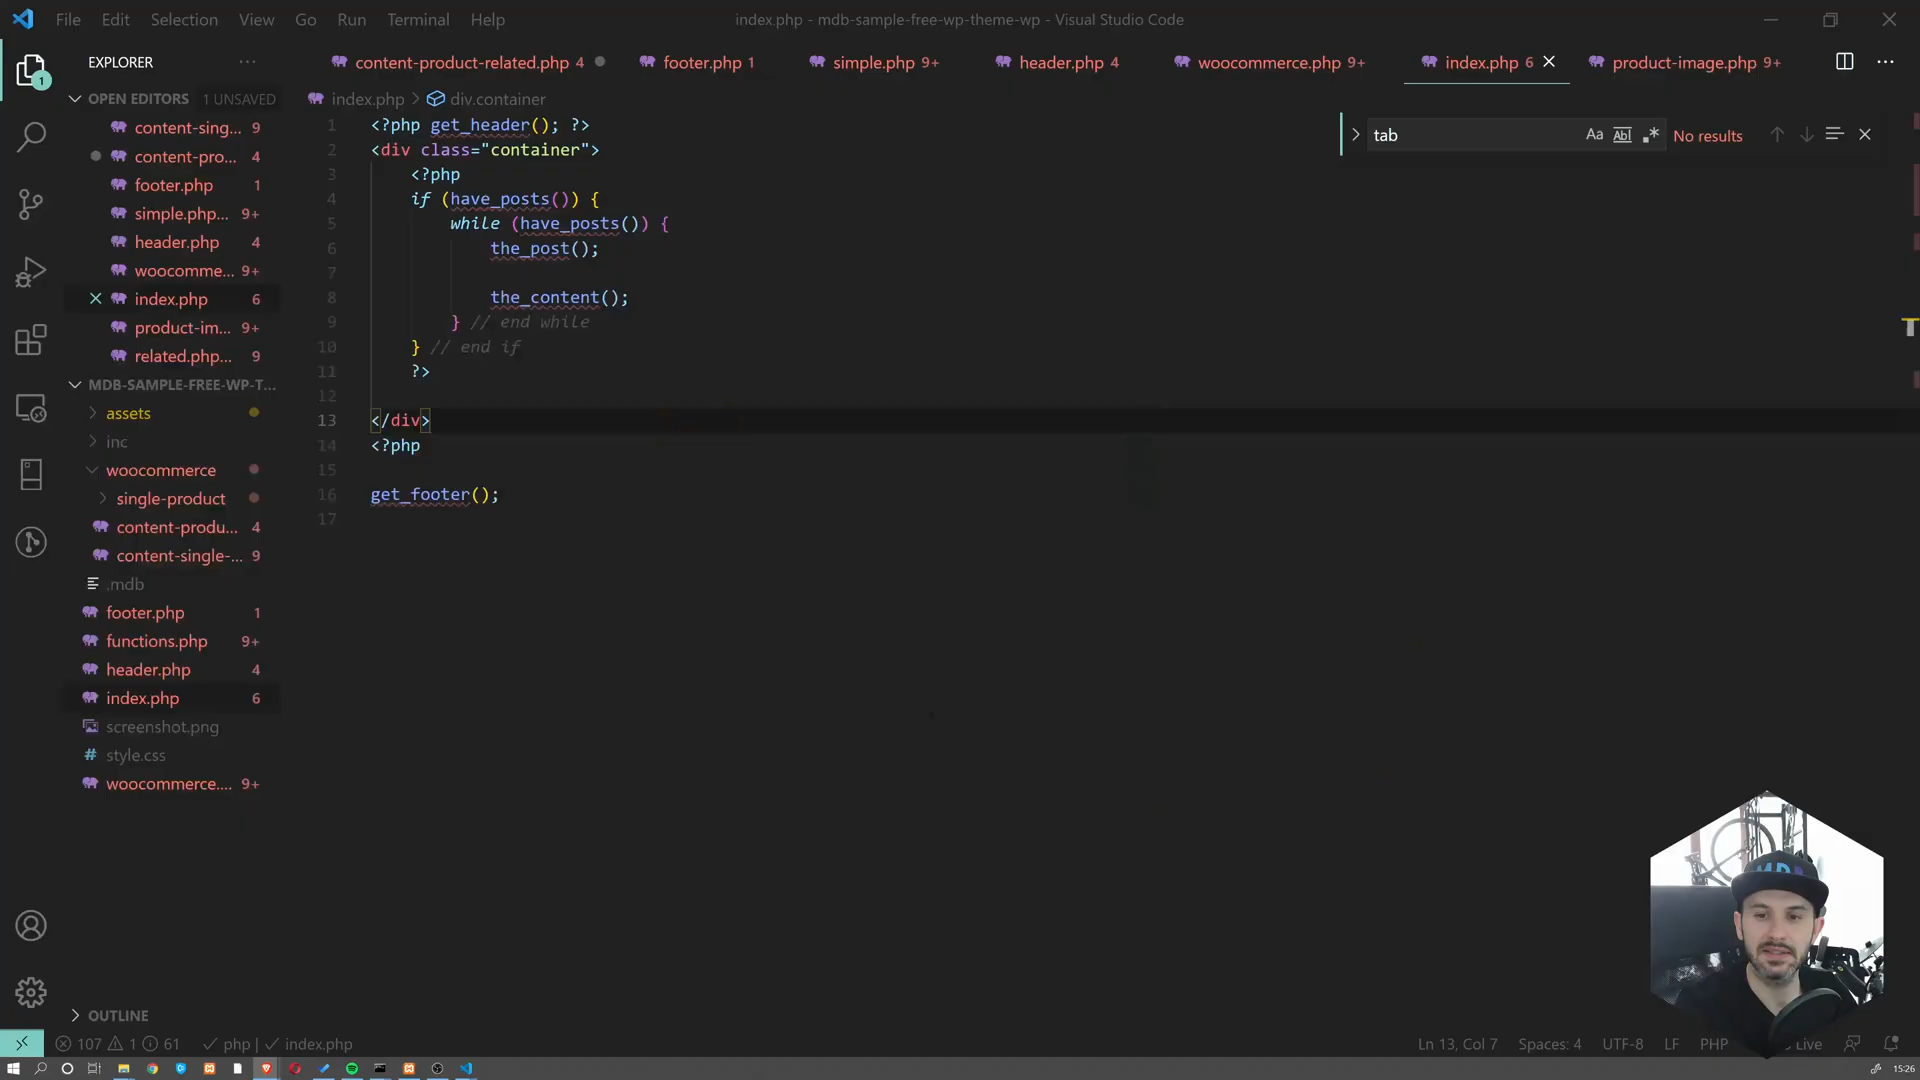 File Edit Selection View Go Run Terminal Help
index.php - mdb-sample-free-wp-theme-wp - Visual Studio Code
EXPLORER ···
content-product-related.php 4
footer.php 1
simple.php 9+
header.php 4
woocommerce.php 9+
index.php 6
product-image.php 9+
OPEN EDITORS 1 UNSAVED
content-sing... 9
content-pro... 4
footer.php 1
simple.php... 9+
header.php 4
woocomme... 9+
index.php 6
product-im... 9+
related.php... 9
MDB-SAMPLE-FREE-WP-T...
assets
inc
woocommerce
single-product
content-produ... 4
content-single-... 9
.mdb
footer.php 1
functions.php 9+
header.php 4
index.php 6
screenshot.png
# style.css
woocommerce.... 9+
OUTLINE
index.php > div.container
1 <?php get_header(); ?>
2 <div class="container">
3 <?php
4 if (have_posts()) {
5 while (have_posts()) {
6 the_post();
7
8 the_content();
9 } // end while
10 } // end if
11 ?>
12
13 </div>
14 <?php
15
16 get_footer();
17
tab
Aa Abl .* No results
1
107 1 61 php | index.php
Ln 13, Col 7 Spaces: 4 UTF-8 LF PHP Live
15:26